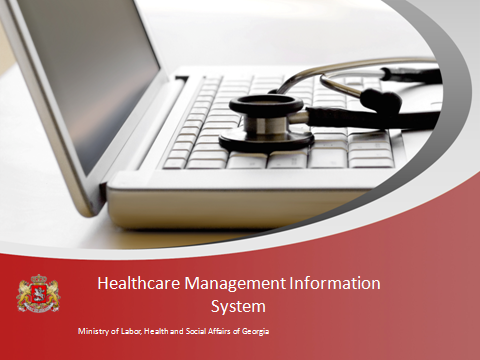 Healthcare Management Information
System
Ministry of Labor, Health and Social Affairs of Georgia